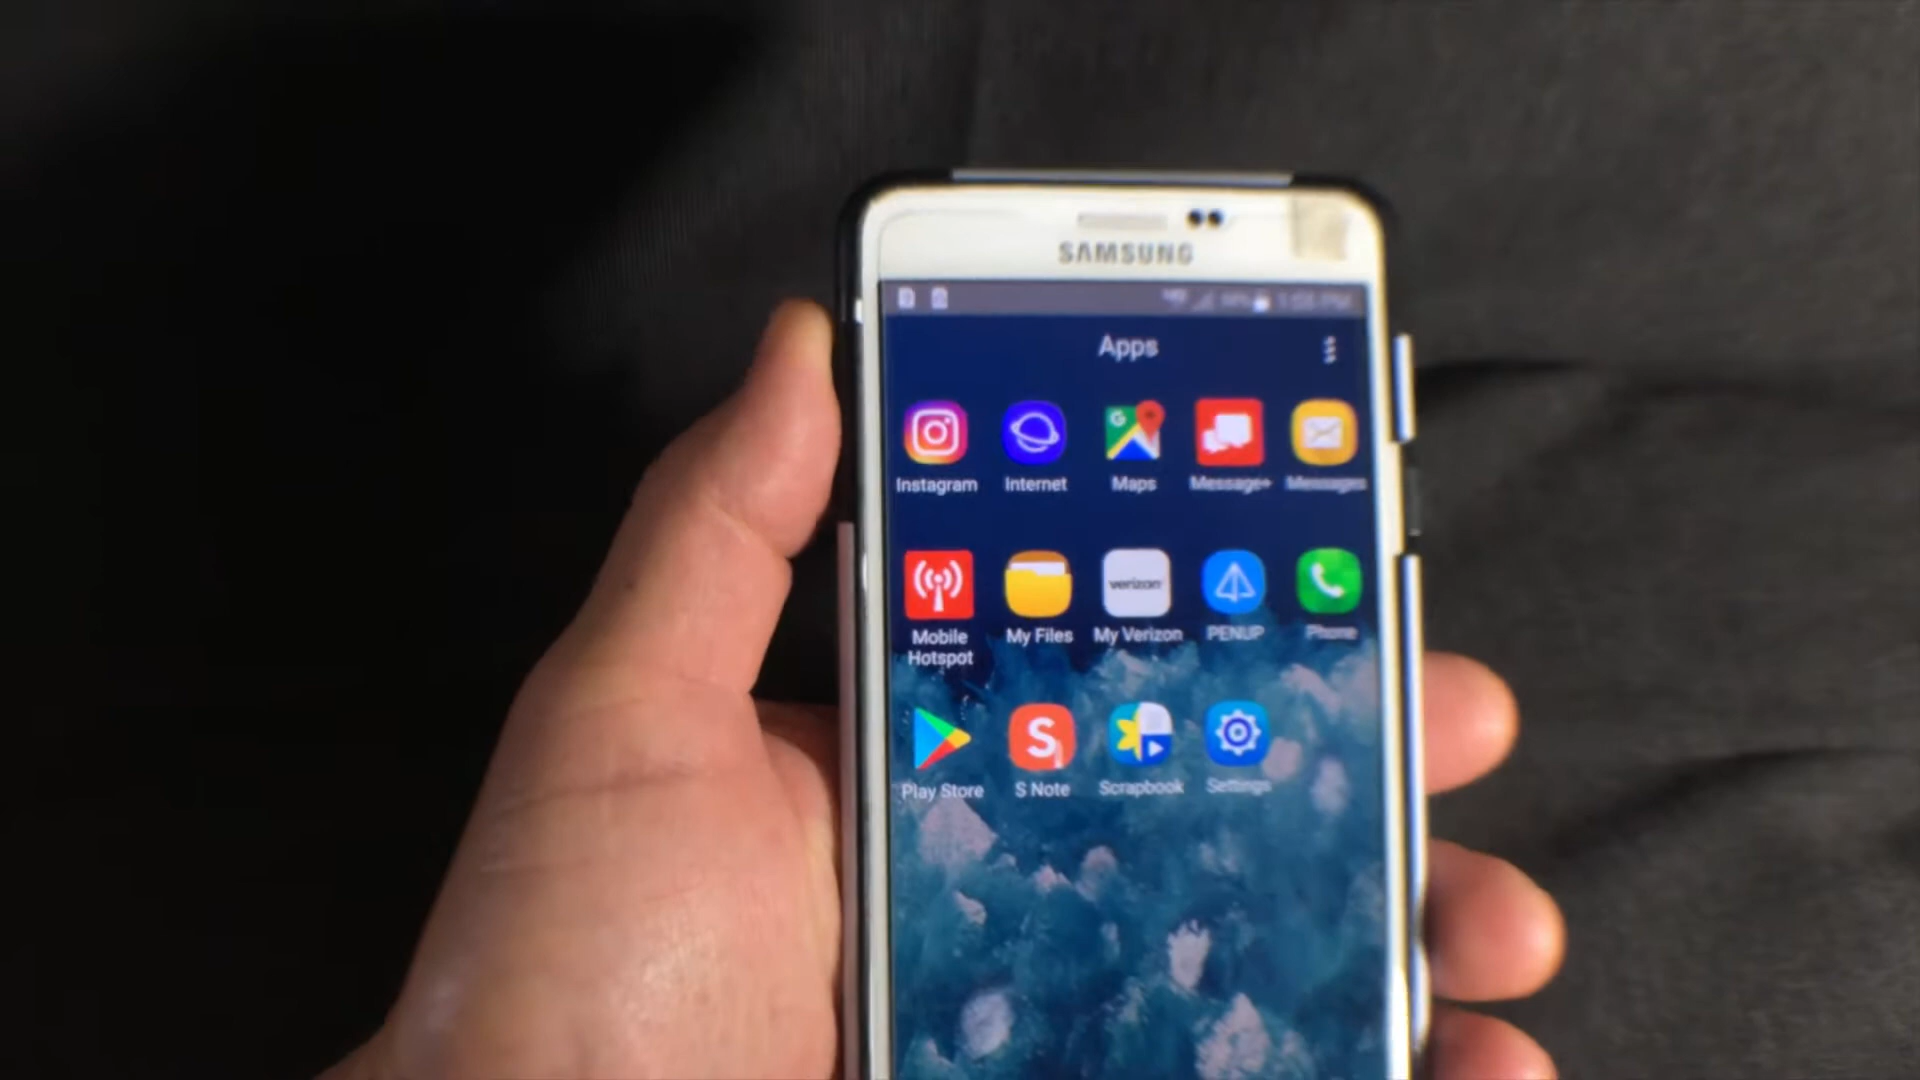 SAMSUNG
Apps
Instagram Internet Maps Message+ Messages
verizon
Mobile Hotspot My Files My Verizon PENUP Phone
S
Play Store S Note Scrapbook Settings